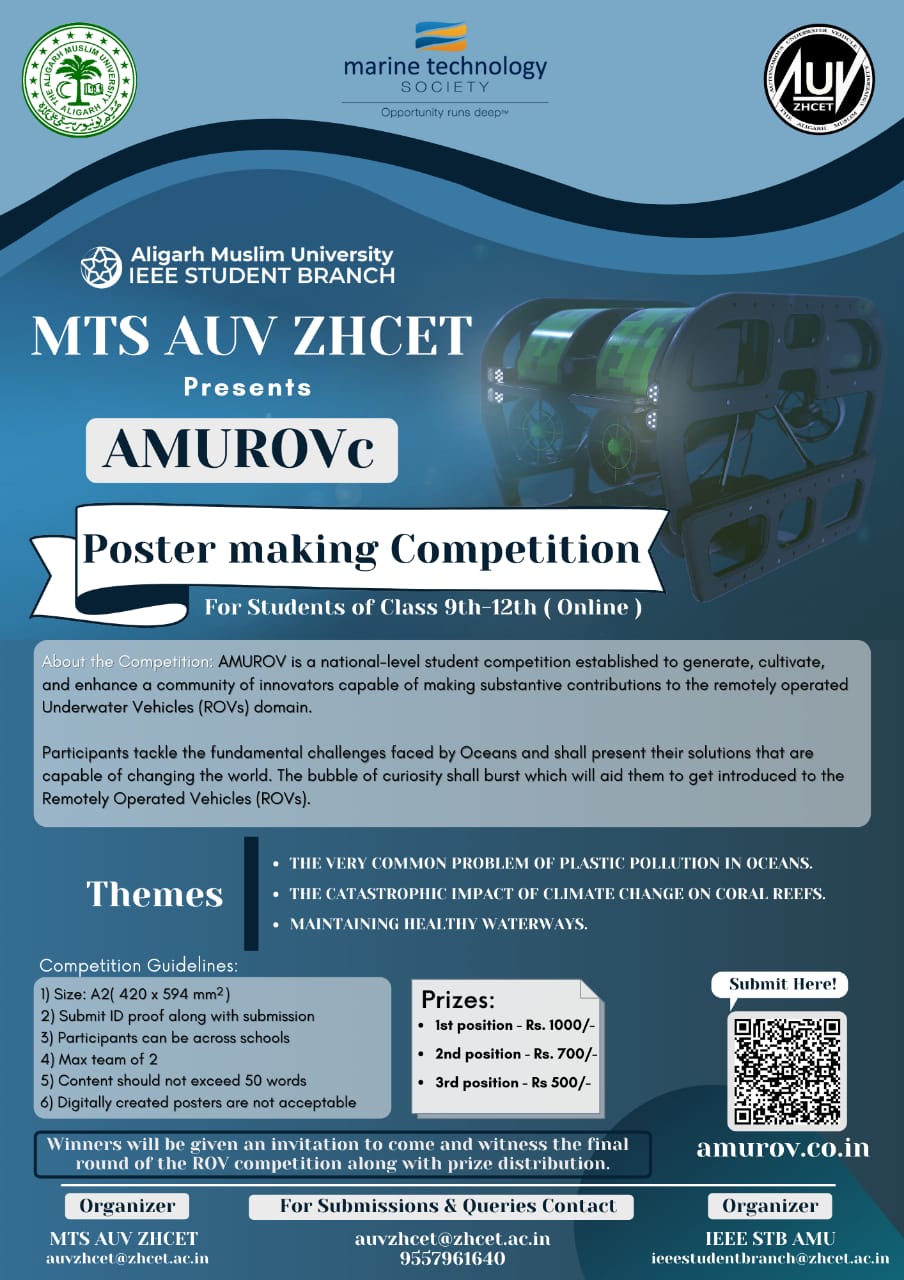 THE ALIGARH MUSLIM UNIVERSITY
ALIGARH
marine technology
SOCIETY
Opportunity runs deep™
AUV
ZHCET
Aligarh Muslim University
IEEE STUDENT BRANCH
MTS AUV ZHCET
Presents
AMUROVc
Poster making Competition
For Students of Class 9th-12th ( Online )
About the Competition: AMUROV is a national-level student competition established to generate, cultivate,
and enhance a community of innovators capable of making substantive contributions to the remotely operated
Underwater Vehicles (ROVs) domain.
Participants tackle the fundamental challenges faced by Oceans and shall present their solutions that are
capable of changing the world. The bubble of curiosity shall burst which will aid them to get introduced to the
Remotely Operated Vehicles (ROVs).
Themes
• THE VERY COMMON PROBLEM OF PLASTIC POLLUTION IN OCEANS.
• THE CATASTROPHIC IMPACT OF CLIMATE CHANGE ON CORAL REEFS.
• MAINTAINING HEALTHY WATERWAYS.
Competition Guidelines:
1) Size: A2( 420 x 594 mm²)
2) Submit ID proof along with submission
3) Participants can be across schools
4) Max team of 2
5) Content should not exceed 50 words
6) Digitally created posters are not acceptable
Prizes:
• 1st position - Rs. 1000/-
• 2nd position - Rs. 700/-
• 3rd position - Rs 500/-
Submit Here!
amurov.co.in
Winners will be given an invitation to come and witness the final
round of the ROV competition along with prize distribution.
Organizer
MTS AUV ZHCET
auvzhcet@zhcet.ac.in
For Submissions & Queries Contact
auvzhcet@zhcet.ac.in
9557961640
Organizer
IEEE STB AMU
ieeestudentbranch@zhcet.ac.in